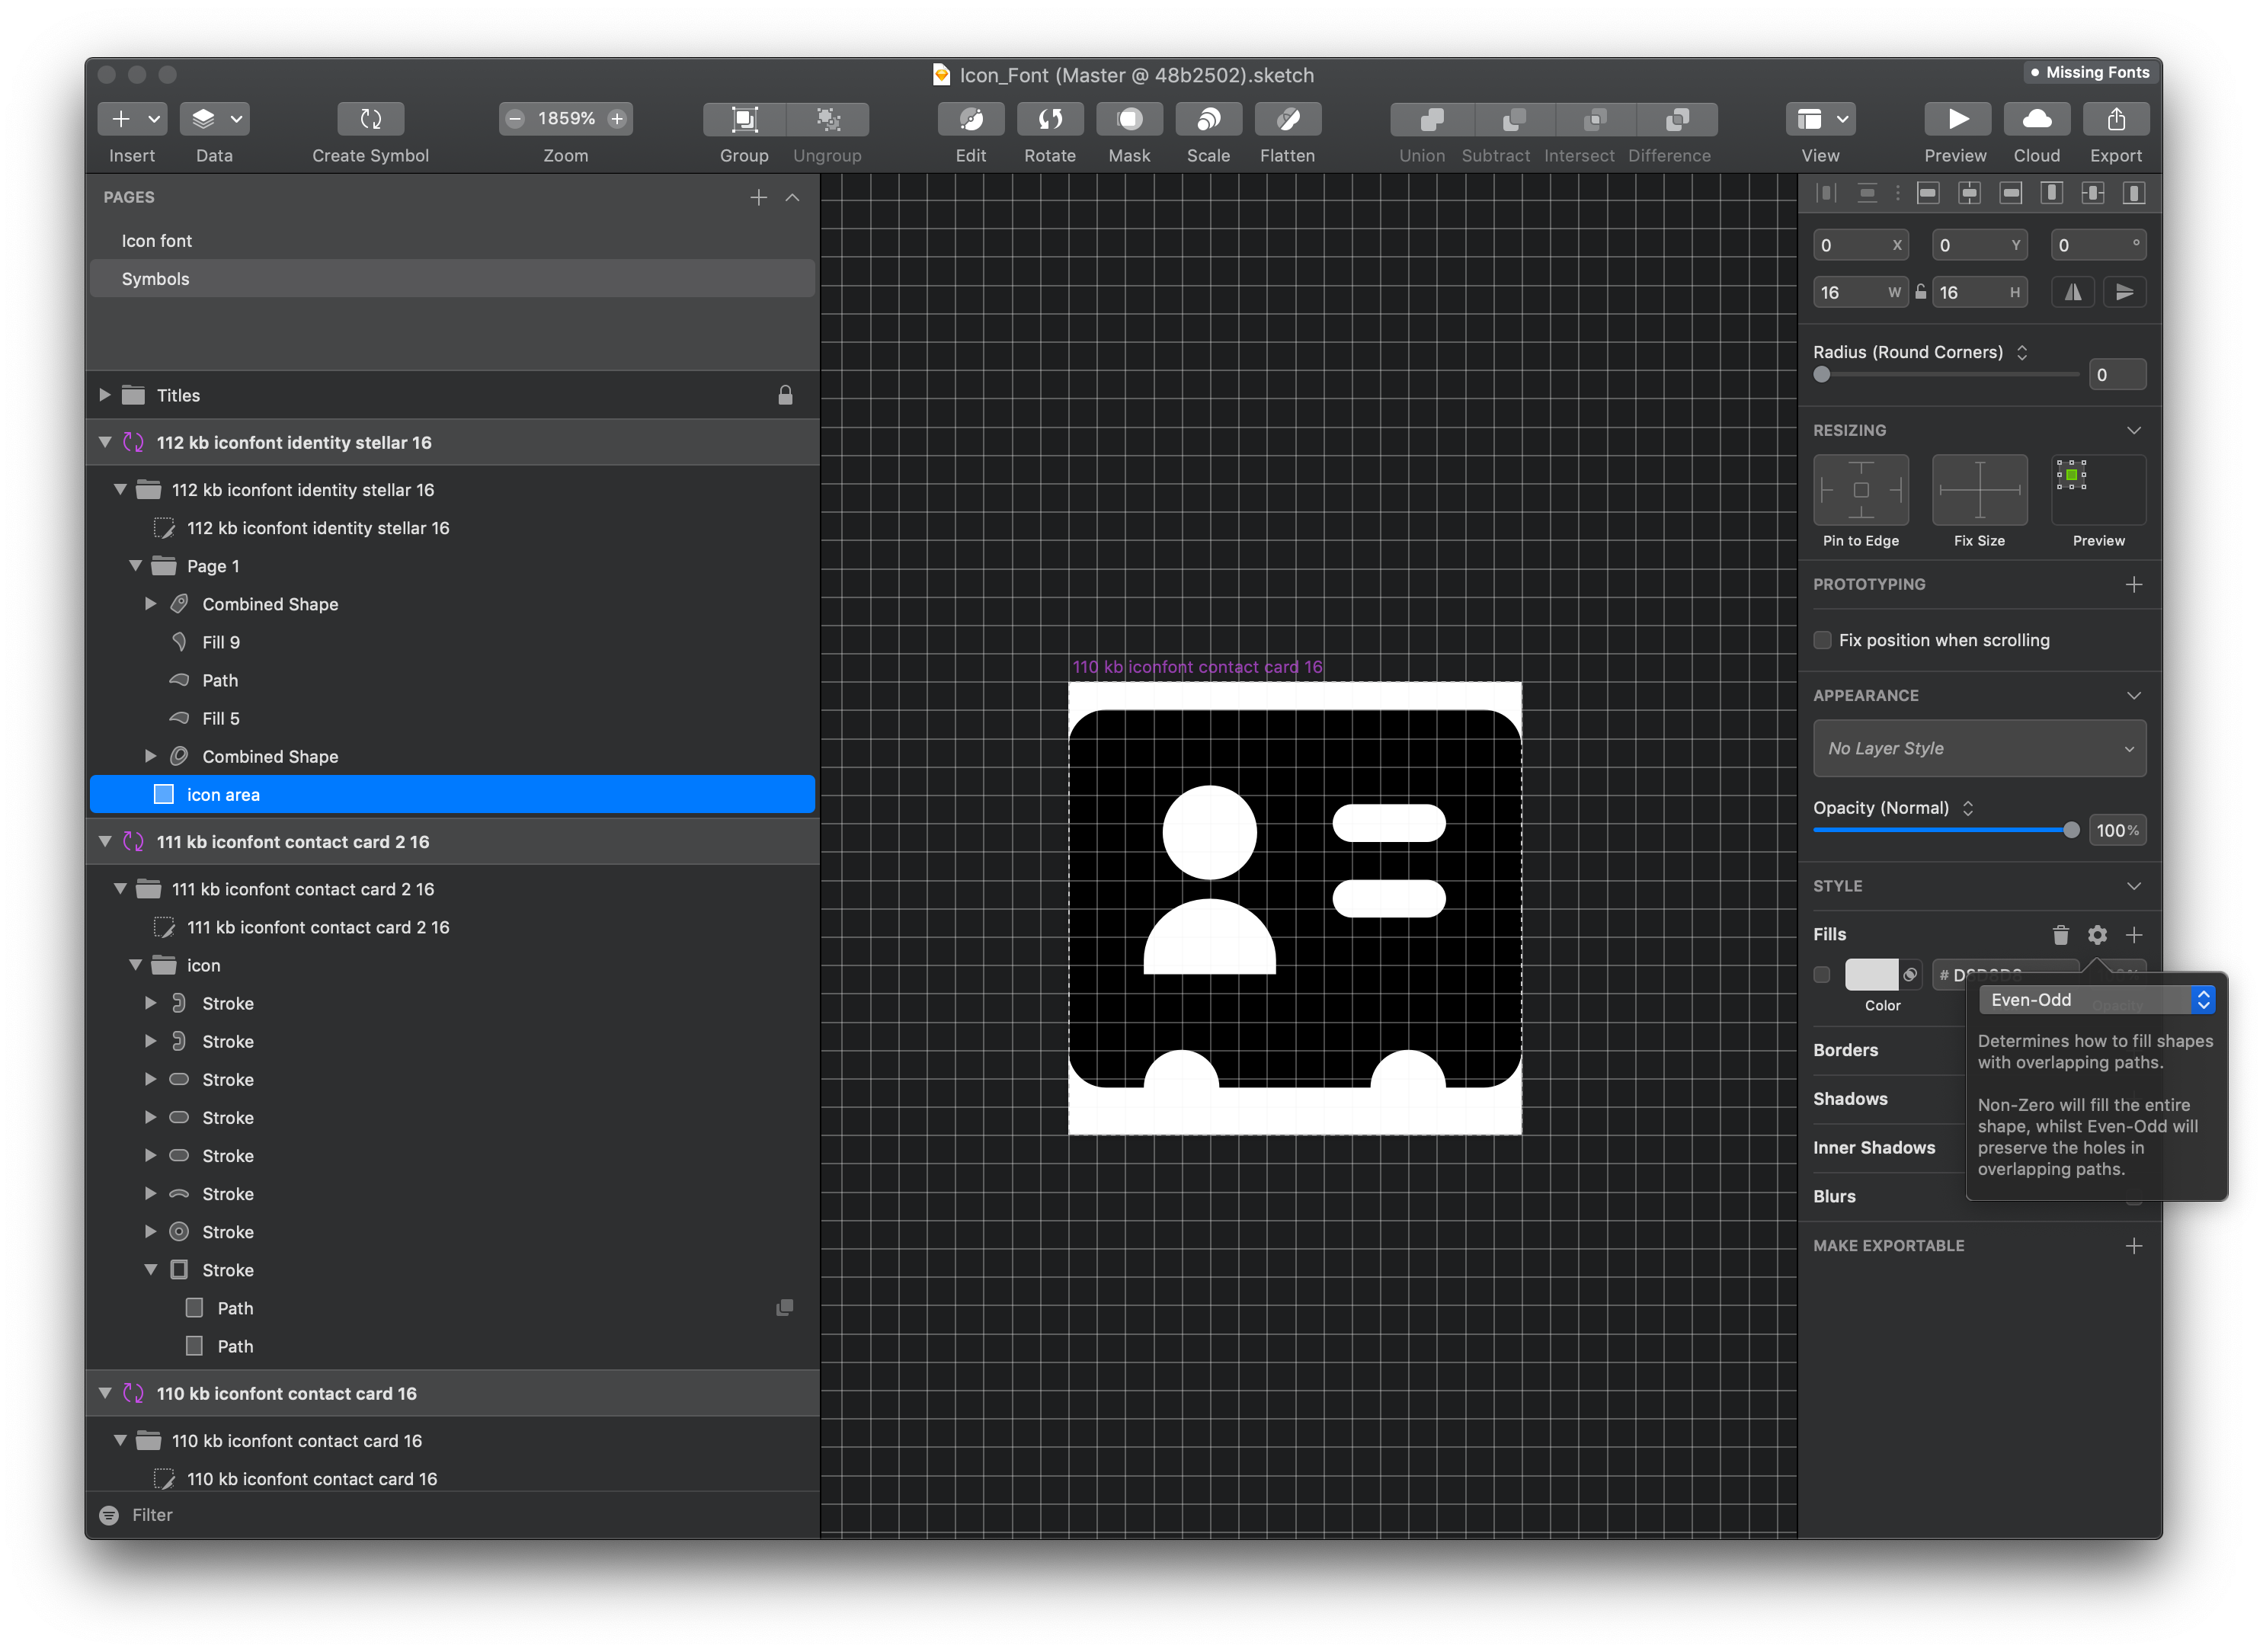 Icon_Font (Master @ 48b2502).sketch
Missing Fonts
1859%
Insert
Data
Create Symbol
Zoom
Group
Ungroup
Edit
Rotate
Mask
Scale
Flatten
Union
Subtract
Intersect
Difference
View
Preview
Cloud
Export
PAGES
Icon font
Symbols
Titles
112 kb iconfont identity stellar 16
112 kb iconfont identity stellar 16
112 kb iconfont identity stellar 16
Page 1
Combined Shape
Fill 9
Path
Fill 5
Combined Shape
icon area
111 kb iconfont contact card 2 16
111 kb iconfont contact card 2 16
111 kb iconfont contact card 2 16
icon
Stroke
Stroke
Stroke
Stroke
Stroke
Stroke
Stroke
Stroke
Path
Path
110 kb iconfont contact card 16
110 kb iconfont contact card 16
110 kb iconfont contact card 16
Filter
110 kb iconfont contact card 16
0 X
0 Y
0 °
16 W
16 H
Radius (Round Corners)
0
RESIZING
Pin to Edge
Fix Size
Preview
PROTOTYPING
Fix position when scrolling
APPEARANCE
No Layer Style
Opacity (Normal)
100%
STYLE
Fills
#
Color
Opacity
Even-Odd
Determines how to fill shapes
with overlapping paths.
Non-Zero will fill the entire
shape, whilst Even-Odd will
preserve the holes in
overlapping paths.
Borders
Shadows
Inner Shadows
Blurs
MAKE EXPORTABLE